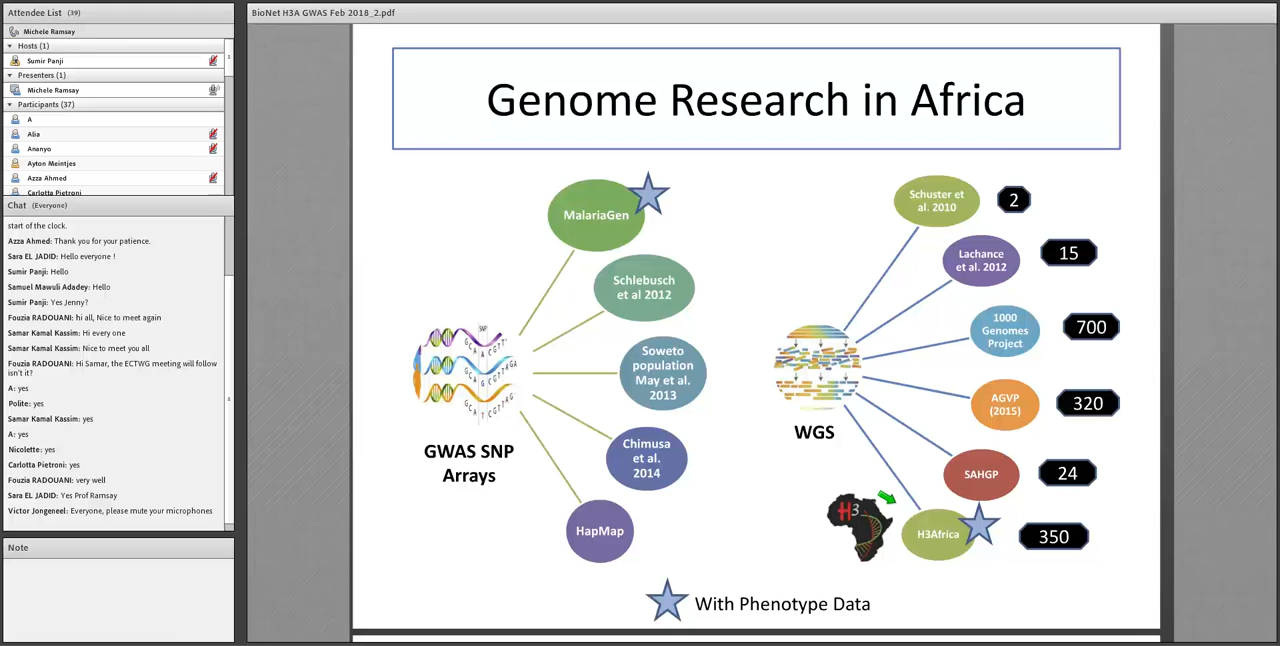 Attendee List (39)
Michele Ramsay
Hosts (1)
Sumir Panji
Presenters (1)
Michele Ramsay
Participants (37)
A
Alia
Ananyo
Ayton Meintjes
Azza Ahmed
Carlotta Pietroni
Chat (Everyone)
start of the clock.
Azza Ahmed: Thank you for your patience.
Sara EL JADID: Hello everyone !
Sumir Panji: Hello
Samuel Mawuli Adadey: Hello
Sumir Panji: Yes Jenny?
Fouzia RADOUANI: hi all, Nice to meet again
Samar Kamal Kassim: Hi every one
Samar Kamal Kassim: Nice to meet you all
Fouzia RADOUANI: Hi Samar, the ECTWG meeting will follow
isn't it?
A: yes
Polite: yes
Samar Kamal Kassim: yes
A: yes
Nicolette: yes
Carlotta Pietroni: yes
Fouzia RADOUANI: very well
Sara EL JADID: Yes Prof Ramsay
Victor Jongeneel: Everyone, please mute your microphones
Note
BioNet H3A GWAS Feb 2018_2.pdf
Genome Research in Africa
MalariaGen
Schlebusch
et al 2012
Soweto
population
May et al.
2013
Chimusa
et al.
2014
HapMap
SNP
GWAS SNP
Arrays
Schuster et
al. 2010
2
Lachance
et al. 2012
15
1000
Genomes
Project
700
AGVP
(2015)
320
SAHGP
24
H3Africa
350
WGS
H3
With Phenotype Data